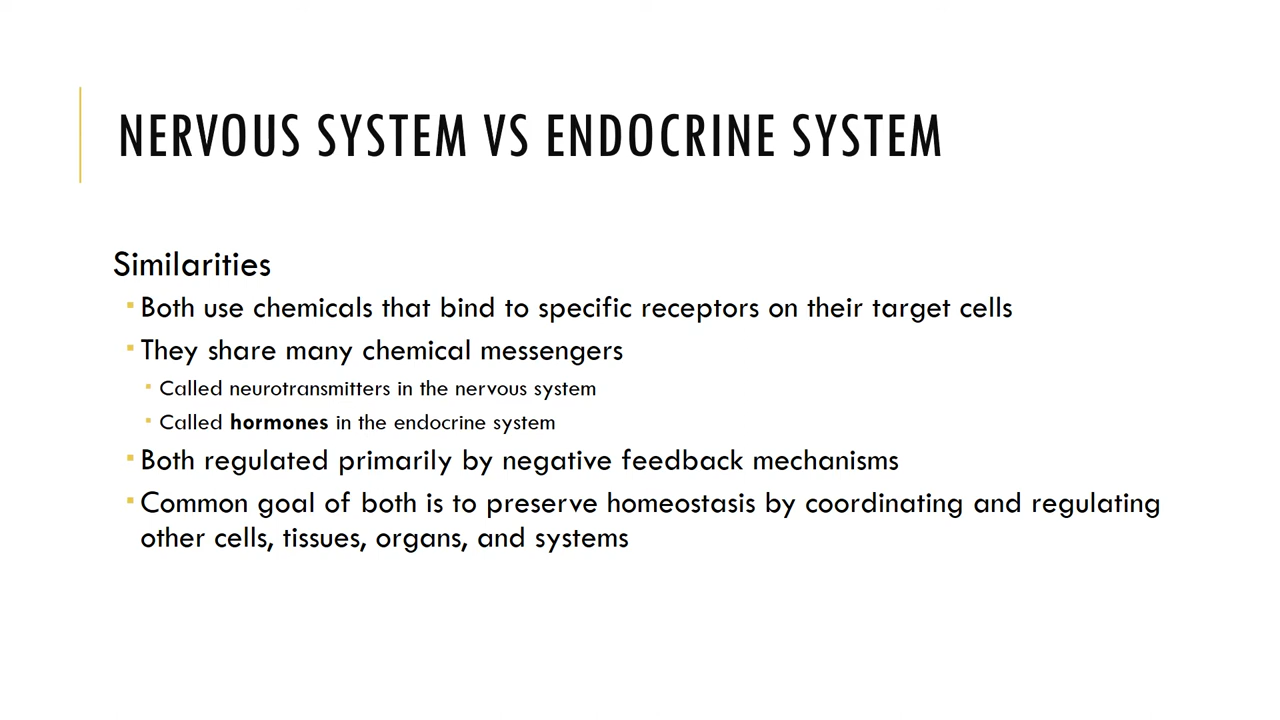 NERVOUS SYSTEM VS ENDOCRINE SYSTEM
Similarities
▪ Both use chemicals that bind to specific receptors on their target cells
▪ They share many chemical messengers
▪ Called neurotransmitters in the nervous system
▪ Called hormones in the endocrine system
▪ Both regulated primarily by negative feedback mechanisms
▪ Common goal of both is to preserve homeostasis by coordinating and regulating
other cells, tissues, organs, and systems